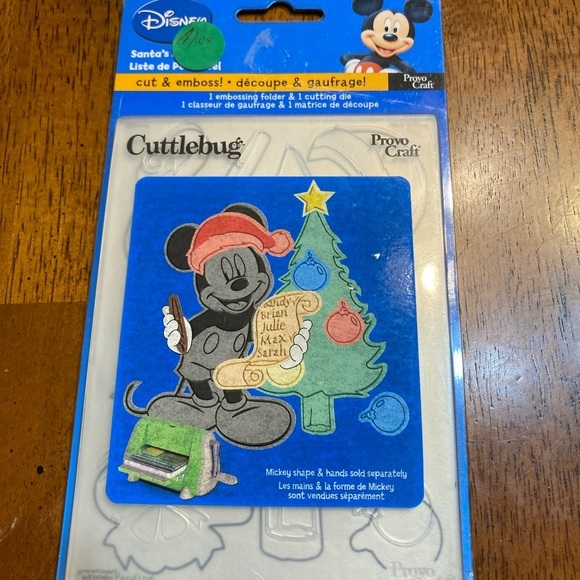 Disney
Santa's
Liste de P
el
cut & emboss! • découpe & gaufrage!
Provo
Craft
1 embossing folder & 1 cutting die
1 classeur de gaufrage & 1 matrice de découpe
Cuttlebug
Provo
Craft
Sandy
Brian
Julie
Max
Sarah
Mickey shape & hands sold separately
Les mains & la forme de Mickey
sont vendues séparément
Provo